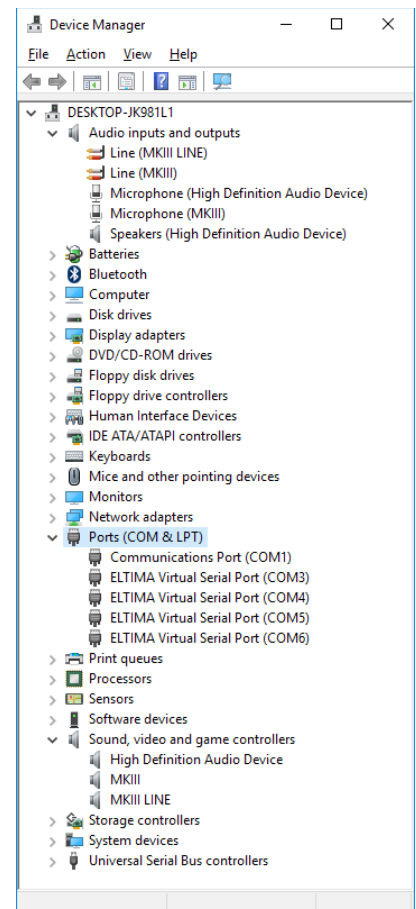 Device Manager
File Action View Help
DESKTOP-JK981L1
Audio inputs and outputs
Line (MKIII LINE)
Line (MKIII)
Microphone (High Definition Audio Device)
Microphone (MKIII)
Speakers (High Definition Audio Device)
Batteries
Bluetooth
Computer
Disk drives
Display adapters
DVD/CD-ROM drives
Floppy disk drives
Floppy drive controllers
Human Interface Devices
IDE ATA/ATAPI controllers
Keyboards
Mice and other pointing devices
Monitors
Network adapters
Ports (COM & LPT)
Communications Port (COM1)
ELTIMA Virtual Serial Port (COM3)
ELTIMA Virtual Serial Port (COM4)
ELTIMA Virtual Serial Port (COM5)
ELTIMA Virtual Serial Port (COM6)
Print queues
Processors
Sensors
Software devices
Sound, video and game controllers
High Definition Audio Device
MKIII
MKIII LINE
Storage controllers
System devices
Universal Serial Bus controllers